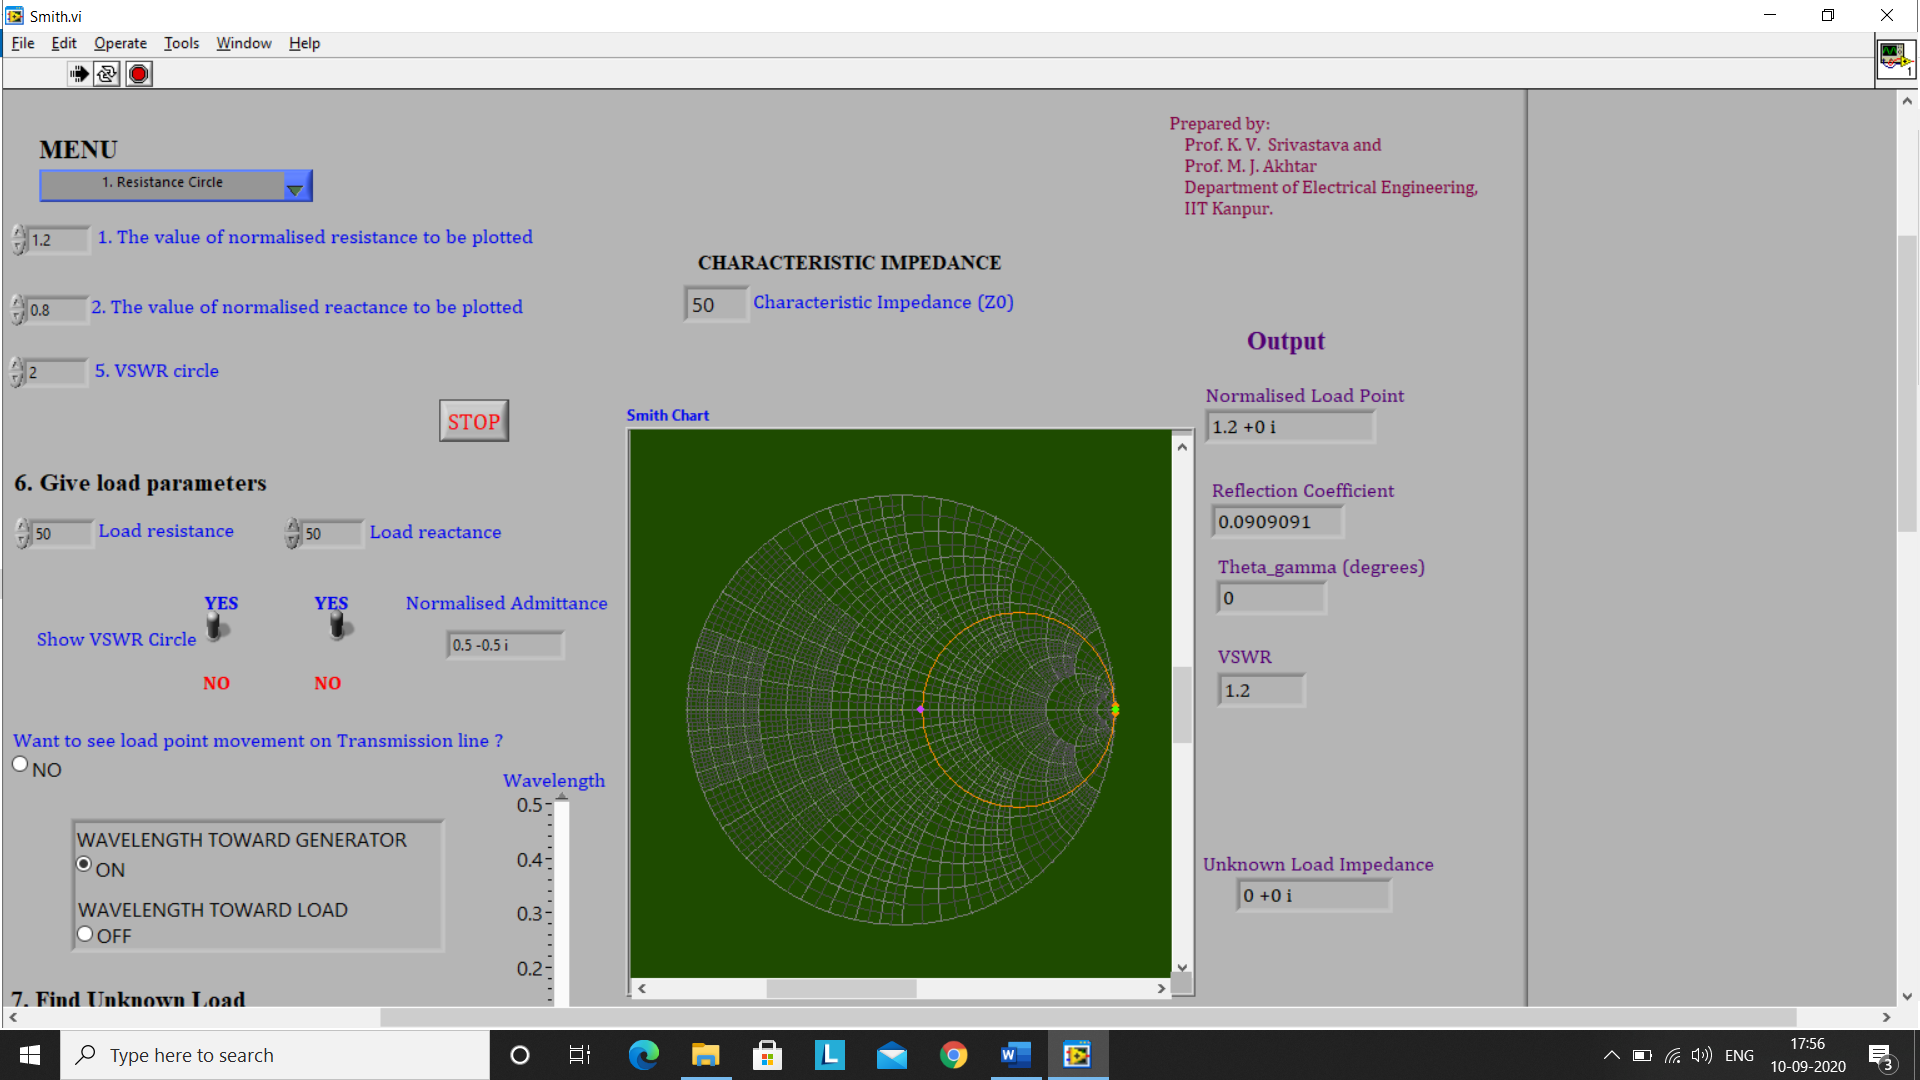 Smith.vi
File Edit Operate Tools Window Help
1
Prepared by:
Prof. K. V. Srivastava and
Prof. M. J. Akhtar
Department of Electrical Engineering,
IIT Kanpur.
MENU
1. Resistance Circle
1.2 1. The value of normalised resistance to be plotted
0.8 2. The value of normalised reactance to be plotted
2 5. VSWR circle
STOP
CHARACTERISTIC IMPEDANCE
50 Characteristic Impedance (Z0)
6. Give load parameters
50 Load resistance 50 Load reactance
YES YES Normalised Admittance
Show VSWR Circle 0.5 -0.5 i
NO NO
Want to see load point movement on Transmission line ?
NO
WAVELENGTH TOWARD GENERATOR
ON
WAVELENGTH TOWARD LOAD
OFF
7. Find Unknown Load
Wavelength
0.5
0.4
0.3
0.2
Smith Chart
Output
Normalised Load Point
1.2 +0 i
Reflection Coefficient
0.0909091
Theta_gamma (degrees)
0
VSWR
1.2
Unknown Load Impedance
0 +0 i
Type here to search
L
W
ENG
17:56
10-09-2020
3